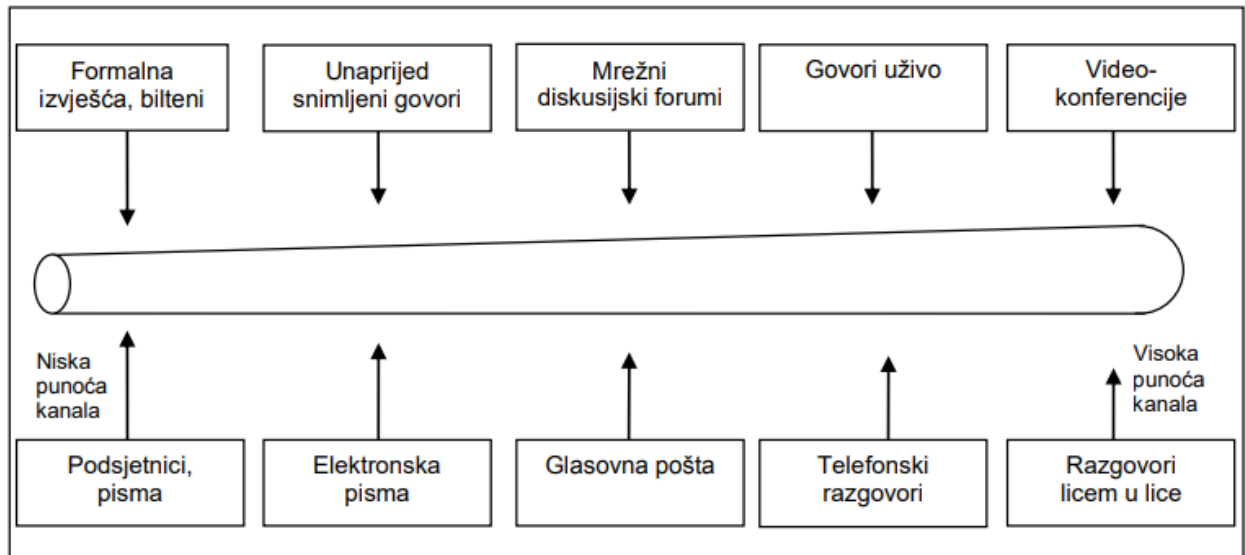 Formalna
izvješća, bilteni
Unaprijed
snimljeni govori
Mrežni
diskusijski forumi
Govori uživo
Video-
konferencije
Niska
punoća
kanala
Visoka
punoća
kanala
Podsjetnici,
pisma
Elektronska
pisma
Glasovna pošta
Telefonski
razgovori
Razgovori
licem u lice